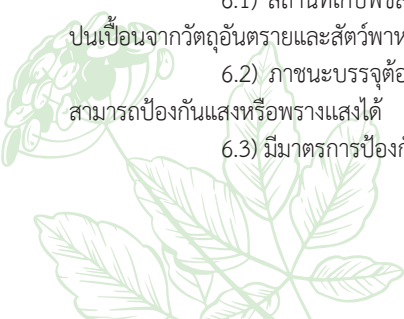 6.1) สถานที่เก็บพืชส
ปนเปื้อนจากวัตถุอันตรายและสัตว์พาห
6.2) ภาชนะบรรจุต้อ
สามารถป้องกันแสงหรือพรางแสงได้
6.3) มีมาตรการป้องกั